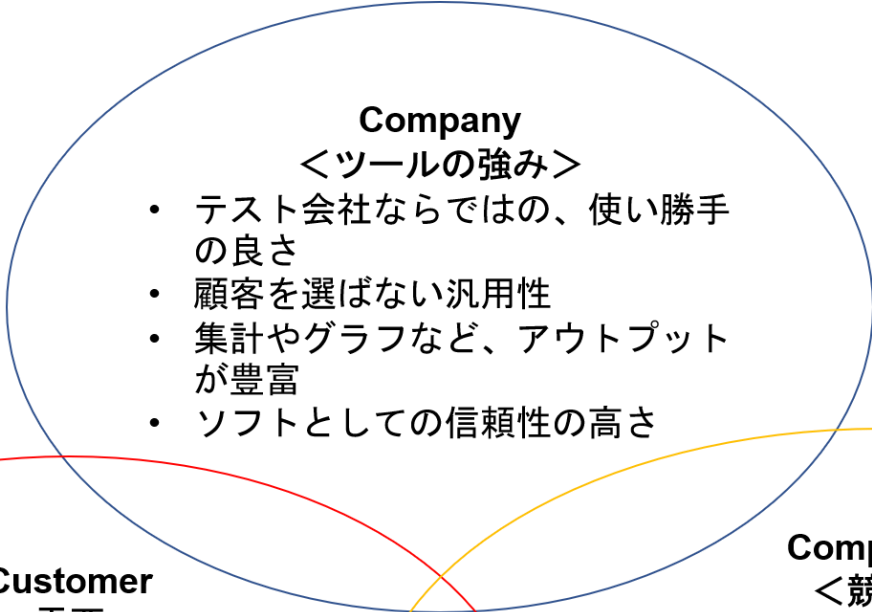 Company
＜ツールの強み＞
• テスト会社ならではの、使い勝手
の良さ
• 顧客を選ばない汎用性
• 集計やグラフなど、アウトプット
が豊富
• ソフトとしての信頼性の高さ
Comp
Customer
＜競